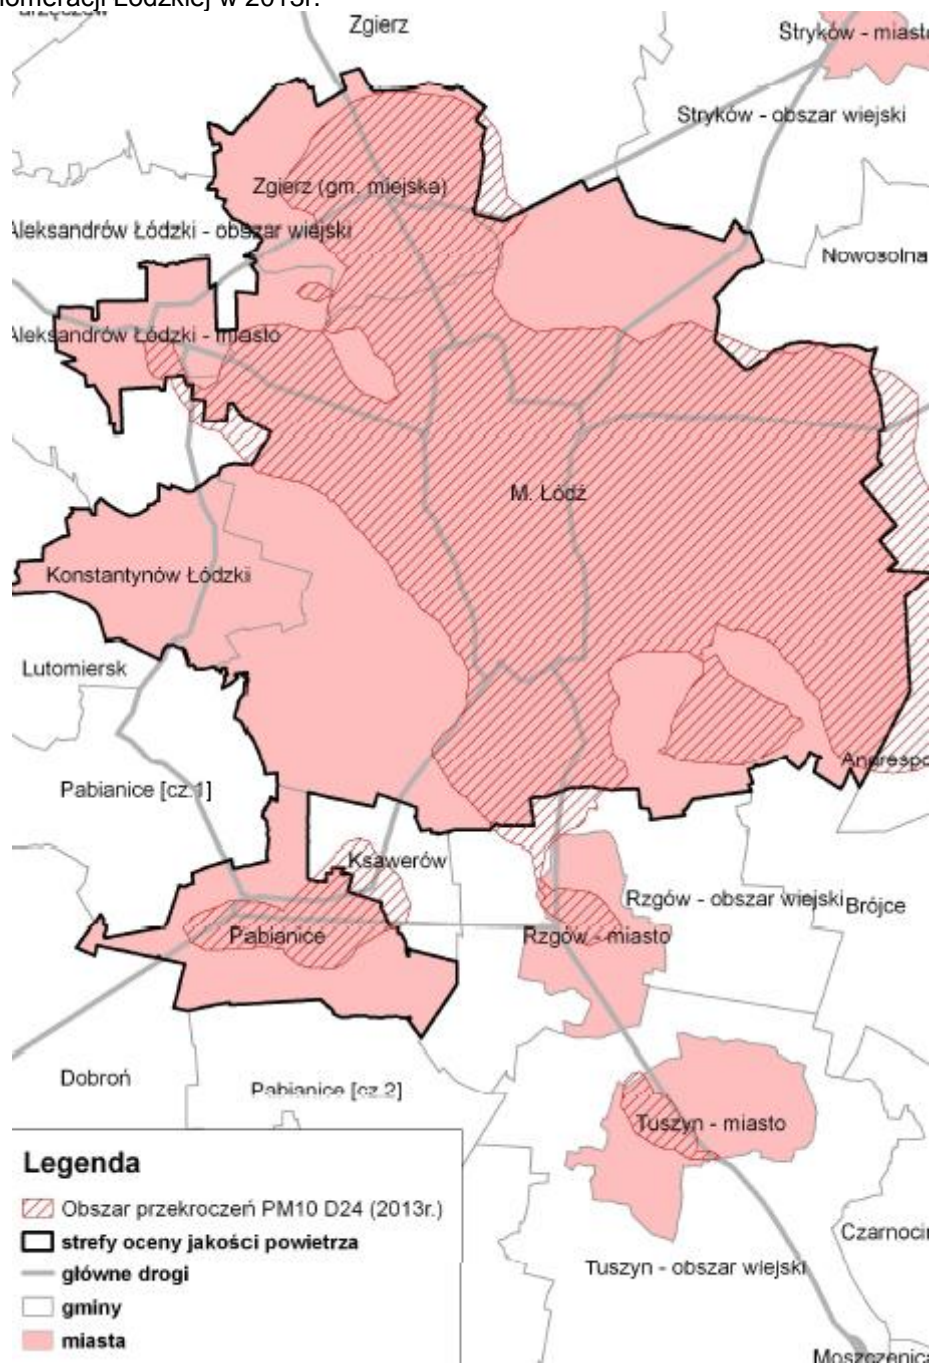 Łódzkiej w 2013r.
Zgierz
Stryków - miasto
Stryków - obszar wiejski
Zgierz (gm. miejska)
Aleksandrów Łódzki - obszar wiejski
Nowosolna
Aleksandrów Łódzki - miasto
M. Łódź
Konstantynów Łódzki
Lutomiersk
Andrespo
Pabianice [cz.1]
Ksawerów
Rzgów - obszar wiejski
Brójce
Pabianice
Rzgów - miasto
Dobroń
Pabianice [cz.2]
Tuszyn - miasto
Legenda
Obszar przekroczeń PM10 D24 (2013r.)
strefy oceny jakości powietrza
Czarnocin
główne drogi
Tuszyn - obszar wiejski
gminy
miasta
Moszczenica